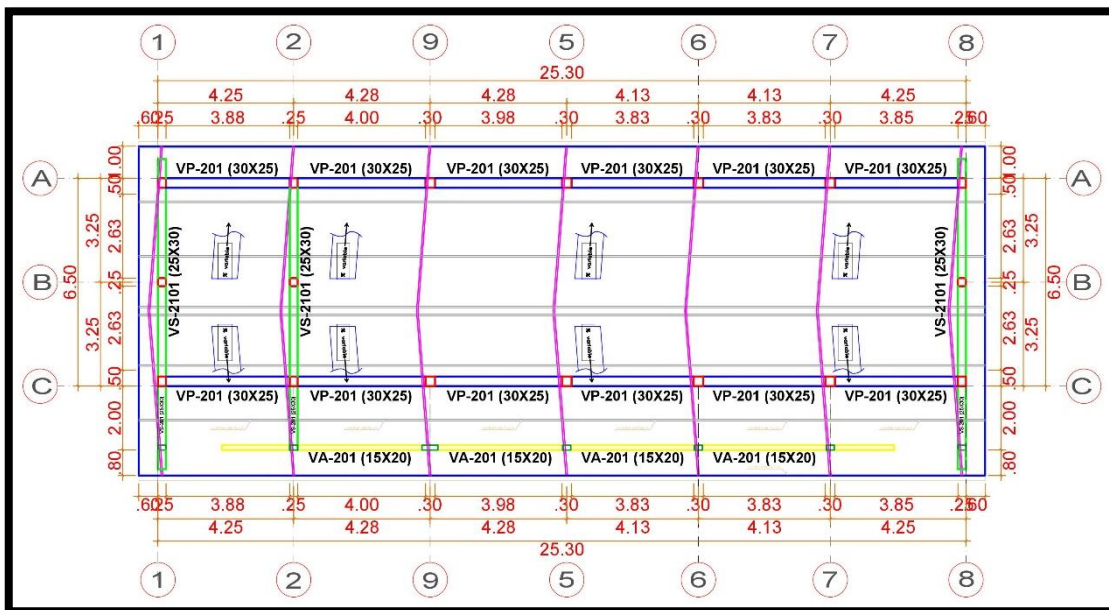 1 2 9 5 6 7 8
25.30
4.25 4.28 4.28 4.13 4.13 4.25
.60 .25 3.88 .25 4.00 .30 3.98 .30 3.83 .30 3.83 .30 3.85 .25 .60
1.00 1.00
A VP-201 (30X25) VP-201 (30X25) VP-201 (30X25) VP-201 (30X25) VP-201 (30X25) VP-201 (30X25) A
.50 .50
3.25 2.63 2.63 3.25
variable variable variable variable
VS-2101 (25X30) VS-2101 (25X30) VS-2101 (25X30)
B 6.50 .25 .25 6.50 B
3.25 2.63 2.63 3.25
variable variable variable variable
.50 .50
C VP-201 (30X25) VP-201 (30X25) VP-201 (30X25) VP-201 (30X25) VP-201 (30X25) VP-201 (30X25) C
2.00 2.00
VA-201 (15X20) VA-201 (15X20) VA-201 (15X20) VA-201 (15X20)
.80 .80
.60 .25 3.88 .25 4.00 .30 3.98 .30 3.83 .30 3.83 .30 3.85 .25 .60
4.25 4.28 4.28 4.13 4.13 4.25
25.30
1 2 9 5 6 7 8